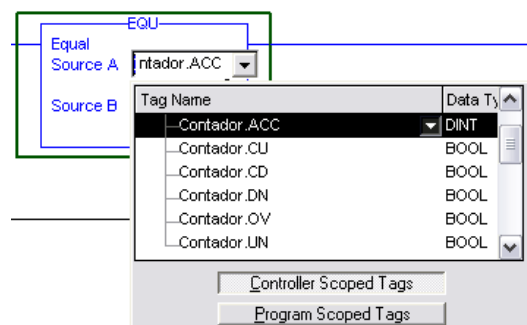 EQU
Equal
Source A ntador.ACC
Source B
Tag Name Data Ty
Contador.ACC DINT
Contador.CU BOOL
Contador.CD BOOL
Contador.DN BOOL
Contador.OV BOOL
Contador.UN BOOL
Controller Scoped Tags
Program Scoped Tags